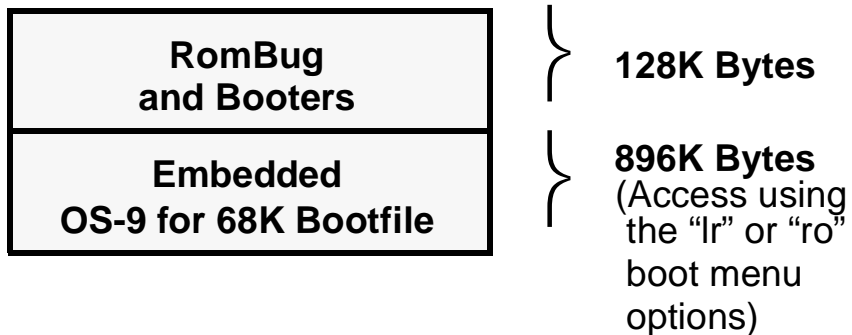 RomBug
and Booters
128K Bytes
Embedded
OS-9 for 68K Bootfile
896K Bytes
(Access using
the “lr” or “ro”
boot menu
options)